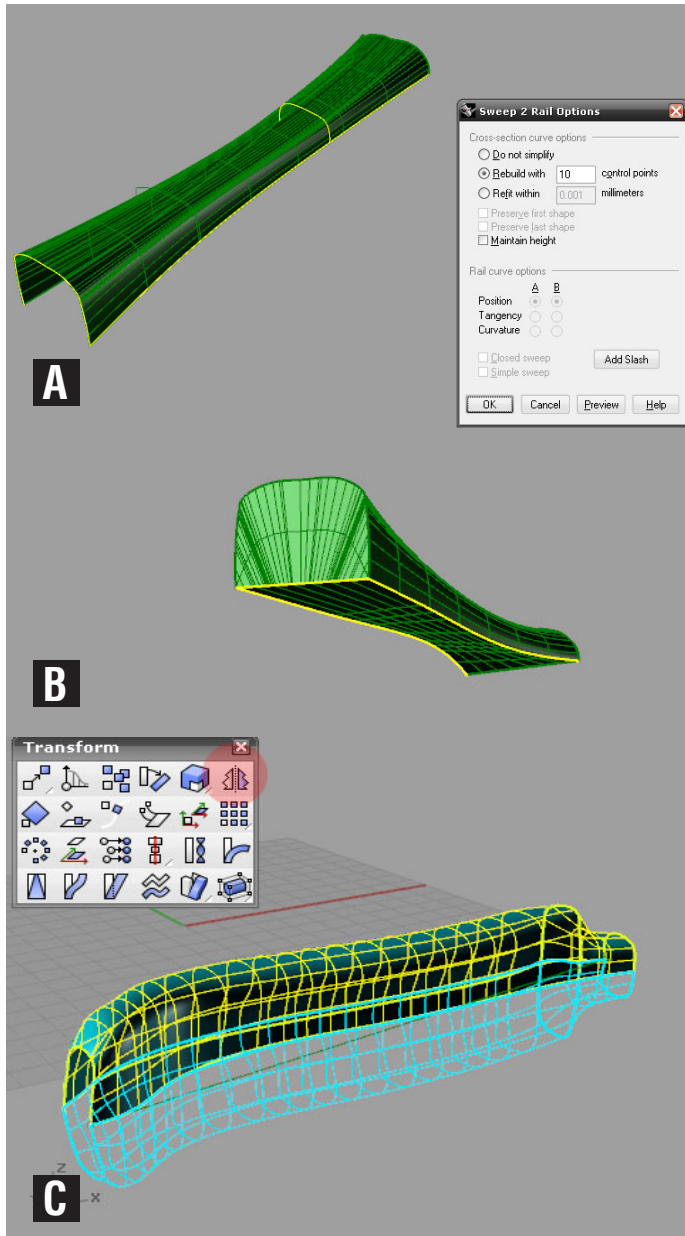 Sweep 2 Rail Options
Cross-section curve options
Do not simplify
Rebuild with 10 control points
Refit within 0.001 millimeters
Preserve first shape
Preserve last shape
Maintain height
Rail curve options
A B
Position
Tangency
Curvature
Closed sweep
Add Slash
Simple sweep
OK Cancel Preview Help
A
B
Transform
z
x
C